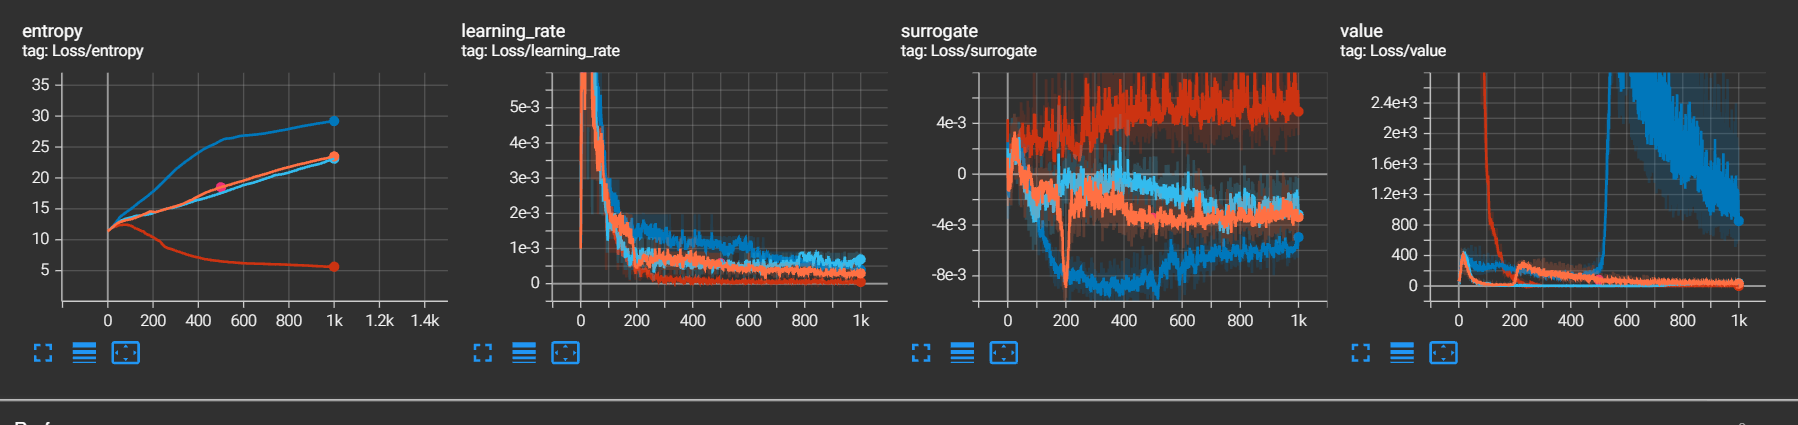 entropy
tag: Loss/entropy
35
30
25
20
15
10
5
0 200 400 600 800 1k 1.2k 1.4k
learning_rate
tag: Loss/learning_rate
5e-3
4e-3
3e-3
2e-3
1e-3
0
0 200 400 600 800 1k
surrogate
tag: Loss/surrogate
4e-3
0
-4e-3
-8e-3
0 200 400 600 800 1k
value
tag: Loss/value
2.4e+3
2e+3
1.6e+3
1.2e+3
800
400
0
0 200 400 600 800 1k